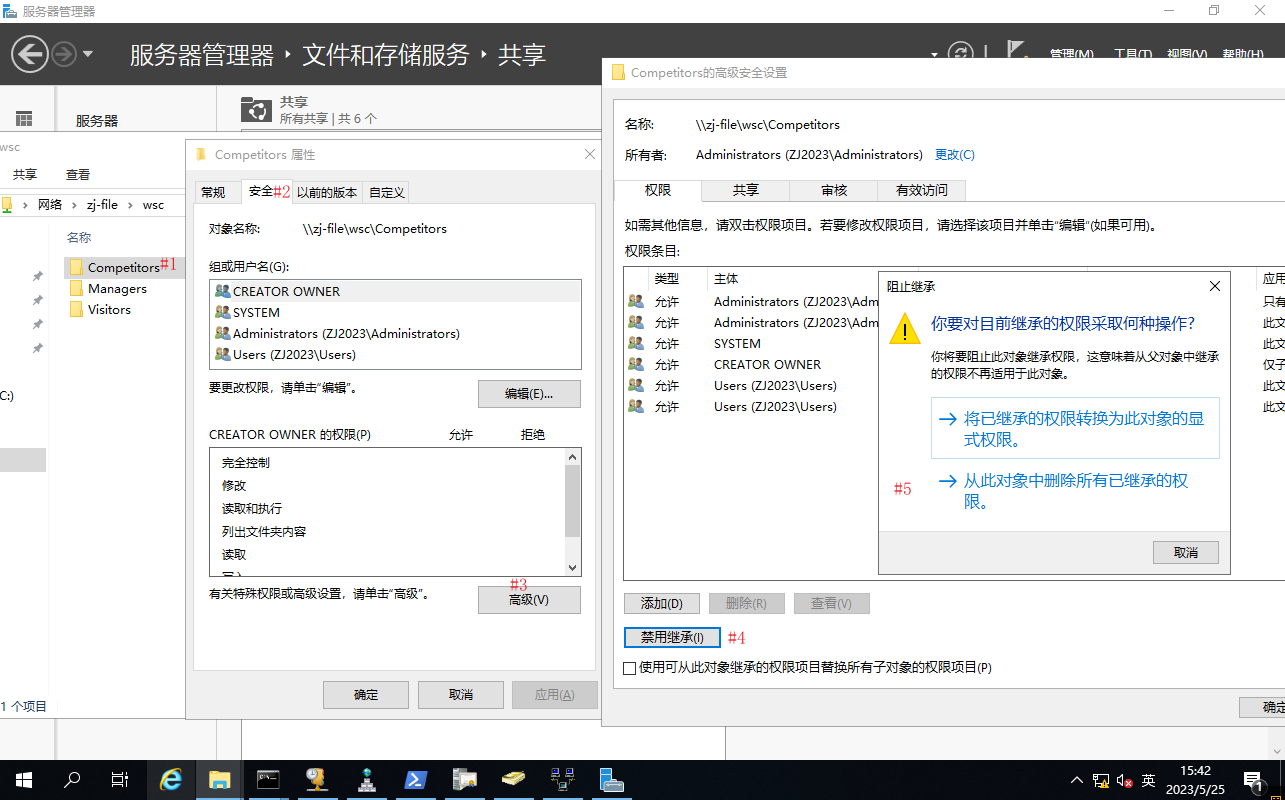 服务器管理器
服务器管理器 ‣ 文件和存储服务 ‣ 共享
管理(M) 工具(T) 视图(V) 帮助(H)
服务器
共享
所有共享 | 共 6 个
wsc
共享 查看
网络 › zj-file › wsc
名称
Competitors#1
Managers
Visitors
C:)
1 个项目
Competitors 属性
常规 安全#2 以前的版本 自定义
对象名称: \\zj-file\wsc\Competitors
组或用户名(G):
CREATOR OWNER
SYSTEM
Administrators (ZJ2023\Administrators)
Users (ZJ2023\Users)
要更改权限，请单击“编辑”。
编辑(E)...
CREATOR OWNER 的权限(P) 允许 拒绝
完全控制
修改
读取和执行
列出文件夹内容
读取
有关特殊权限或高级设置，请单击“高级”。
#3
高级(V)
确定 取消 应用(A)
Competitors的高级安全设置
名称: \\zj-file\wsc\Competitors
所有者: Administrators (ZJ2023\Administrators) 更改(C)
权限 共享 审核 有效访问
如需其他信息，请双击权限项目。若要修改权限项目，请选择该项目并单击“编辑”(如果可用)。
权限条目:
类型 主体 应用
允许 Administrators (ZJ2023\Adm 只有
允许 Administrators (ZJ2023\Adm 此文
允许 SYSTEM 此文
允许 CREATOR OWNER 仅子
允许 Users (ZJ2023\Users) 此文
允许 Users (ZJ2023\Users) 此文
阻止继承
你要对目前继承的权限采取何种操作?
你将要阻止此对象继承权限，这意味着从父对象中继承
的权限不再适用于此对象。
将已继承的权限转换为此对象的显
式权限。
#5
从此对象中删除所有已继承的权
限。
取消
添加(D) 删除(R) 查看(V)
禁用继承(I) #4
使用可从此对象继承的权限项目替换所有子对象的权限项目(P)
确定
英
15:42
2023/5/25
1